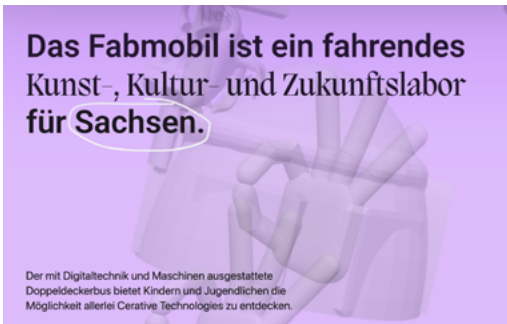 Das Fabmobil ist ein fahrendes
Kunst-, Kultur- und Zukunftslabor
für Sachsen.
Der mit Digitaltechnik und Maschinen ausgestattete
Doppeldeckerbus bietet Kindern und Jugendlichen die
Möglichkeit allerlei Cerative Technologies zu entdecken.